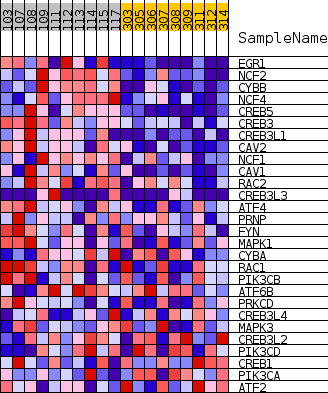 103 107 108 109 111 112 113 114 115 117 303 305 306 307 308 309 311 312 314
SampleName
EGR1
NCF2
CYBB
NCF4
CREB5
CREB3
CREB3L1
CAV2
NCF1
CAV1
RAC2
CREB3L3
ATF4
PRNP
FYN
MAPK1
CYBA
RAC1
PIK3CB
ATF6B
PRKCD
CREB3L4
MAPK3
CREB3L2
PIK3CD
CREB1
PIK3CA
ATF2